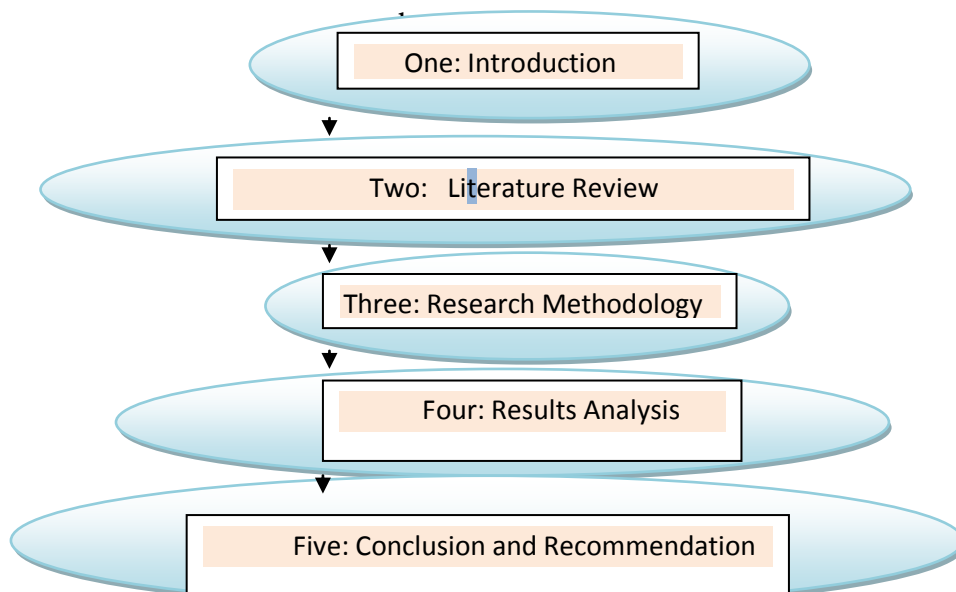 One: Introduction
Two: Literature Review
Three: Research Methodology
Four: Results Analysis
Five: Conclusion and Recommendation